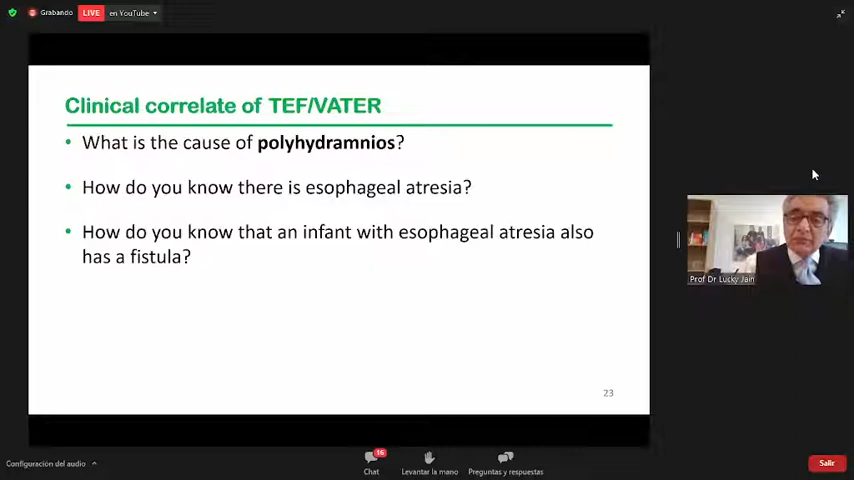 Grabando LIVE en YouTube
Clinical correlate of TEF/VATER
• What is the cause of polyhydramnios?
• How do you know there is esophageal atresia?
• How do you know that an infant with esophageal atresia also
has a fistula?
23
Prof Dr Lucky Jain
Configuración del audio
16
Chat
Levantar la mano
Preguntas y respuestas
Salir